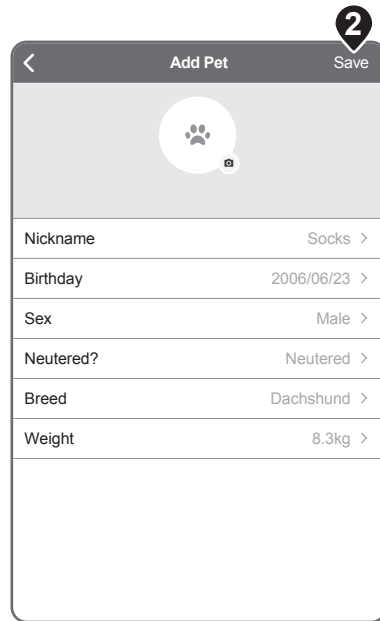 2
Add Pet Save
Nickname Socks
Birthday 2006/06/23
Sex Male
Neutered? Neutered
Breed Dachshund
Weight 8.3kg